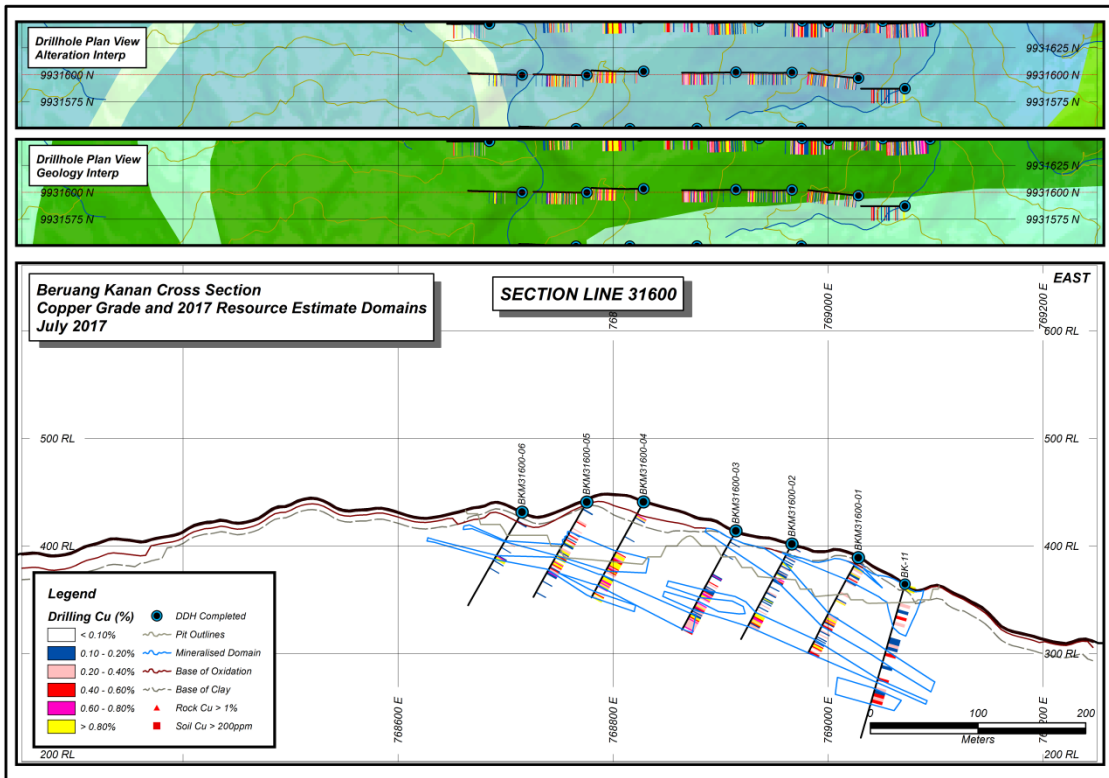 Drillhole Plan View
Alteration Interp
9931625 N
9931600 N
9931600 N
9931575 N
9931575 N
Drillhole Plan View
Geology Interp
9931625 N
9931600 N
9931600 N
9931575 N
9931575 N
Beruang Kanan Cross Section
Copper Grade and 2017 Resource Estimate Domains
July 2017
SECTION LINE 31600
EAST
769000 E
769200 E
600 RL
500 RL
500 RL
400 RL
400 RL
300 RL
200 RL
200 RL
BKM31600-06
BKM31600-05
BKM31600-04
BKM31600-03
BKM31600-02
BKM31600-01
BK-11
Legend
Drilling Cu (%)
< 0.10%
0.10 - 0.20%
0.20 - 0.40%
0.40 - 0.60%
0.60 - 0.80%
> 0.80%
DDH Completed
Pit Outlines
Mineralised Domain
Base of Oxidation
Base of Clay
Rock Cu > 1%
Soil Cu > 200ppm
768600 E
768800 E
769000 E
0
100
200
Meters